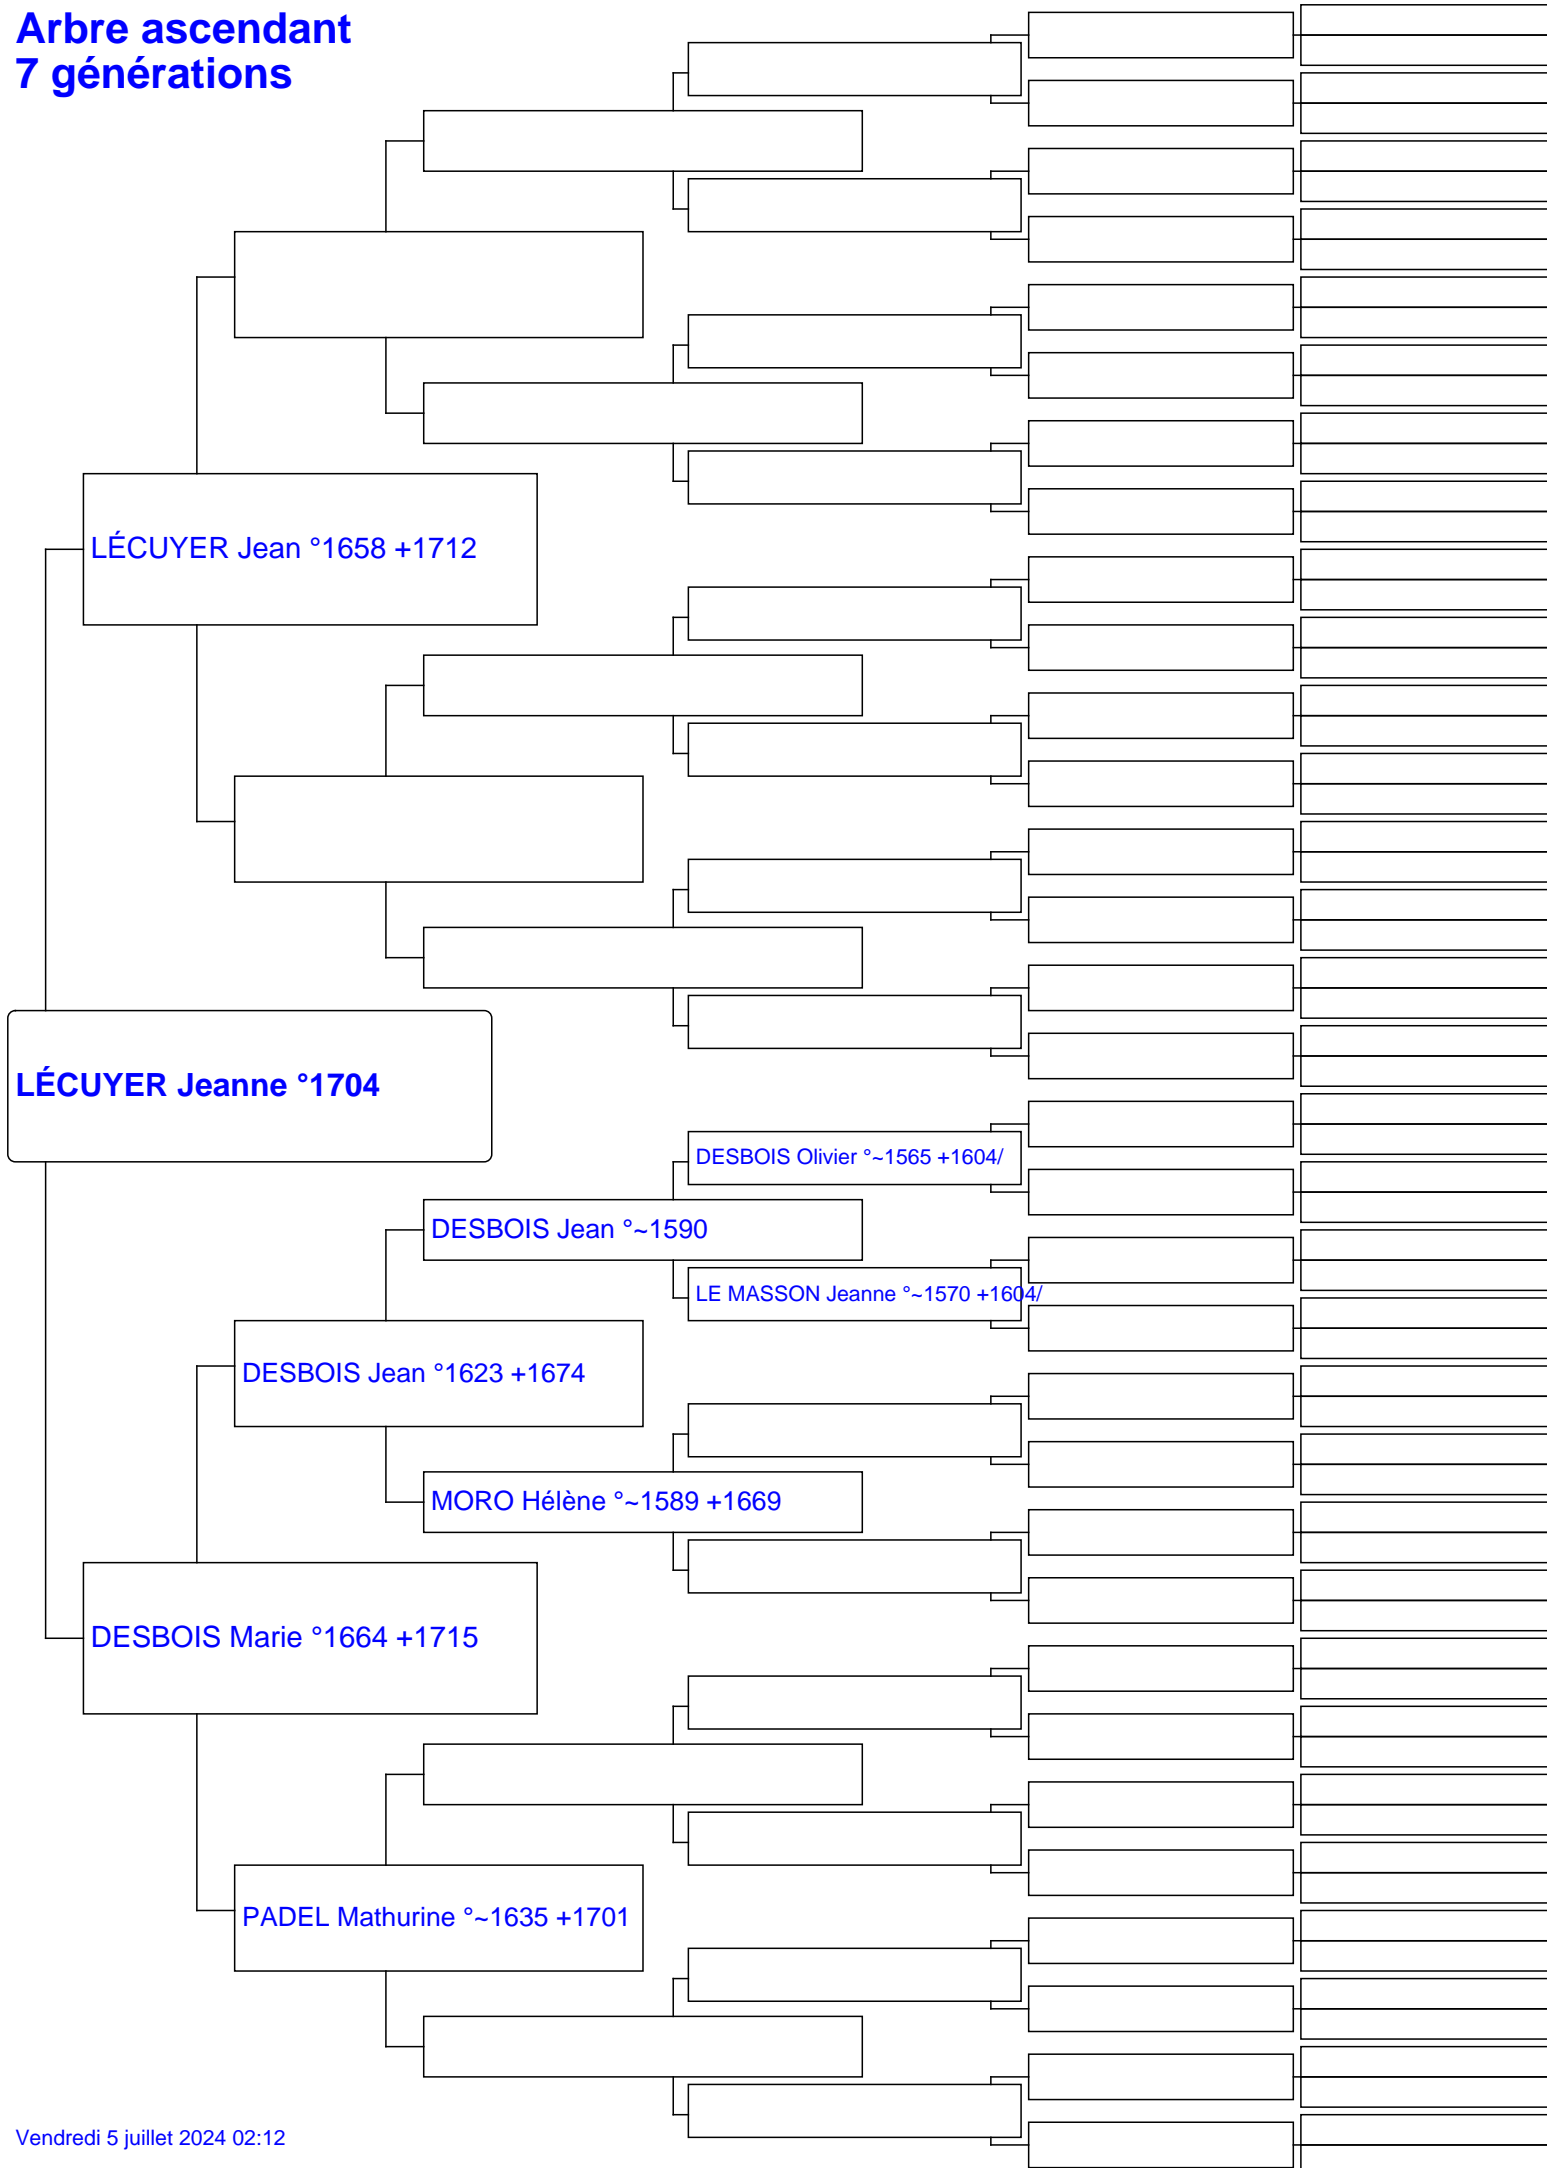 Arbre ascendant
7 générations
LÉCUYER Jean °1658 +1712
LÉCUYER Jeanne °1704
DESBOIS Olivier °~1565 +1604/
DESBOIS Jean °~1590
LE MASSON Jeanne °~1570 +1604/
DESBOIS Jean °1623 +1674
MORO Hélène °~1589 +1669
DESBOIS Marie °1664 +1715
PADEL Mathurine °~1635 +1701
Vendredi 5 juillet 2024 02:12